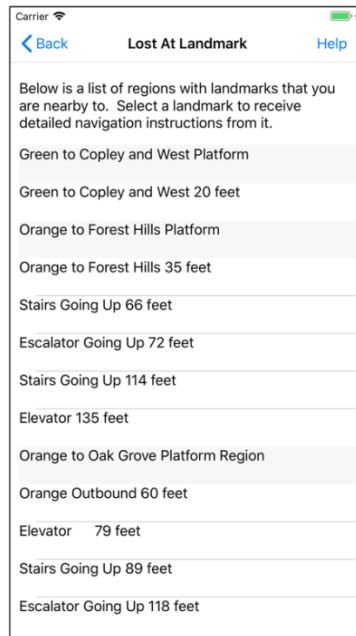 Carrier
Back Lost At Landmark Help
Below is a list of regions with landmarks that you
are nearby to. Select a landmark to receive
detailed navigation instructions from it.
Green to Copley and West Platform
Green to Copley and West 20 feet
Orange to Forest Hills Platform
Orange to Forest Hills 35 feet
Stairs Going Up 66 feet
Escalator Going Up 72 feet
Stairs Going Up 114 feet
Elevator 135 feet
Orange to Oak Grove Platform Region
Orange Outbound 60 feet
Elevator 79 feet
Stairs Going Up 89 feet
Escalator Going Up 118 feet